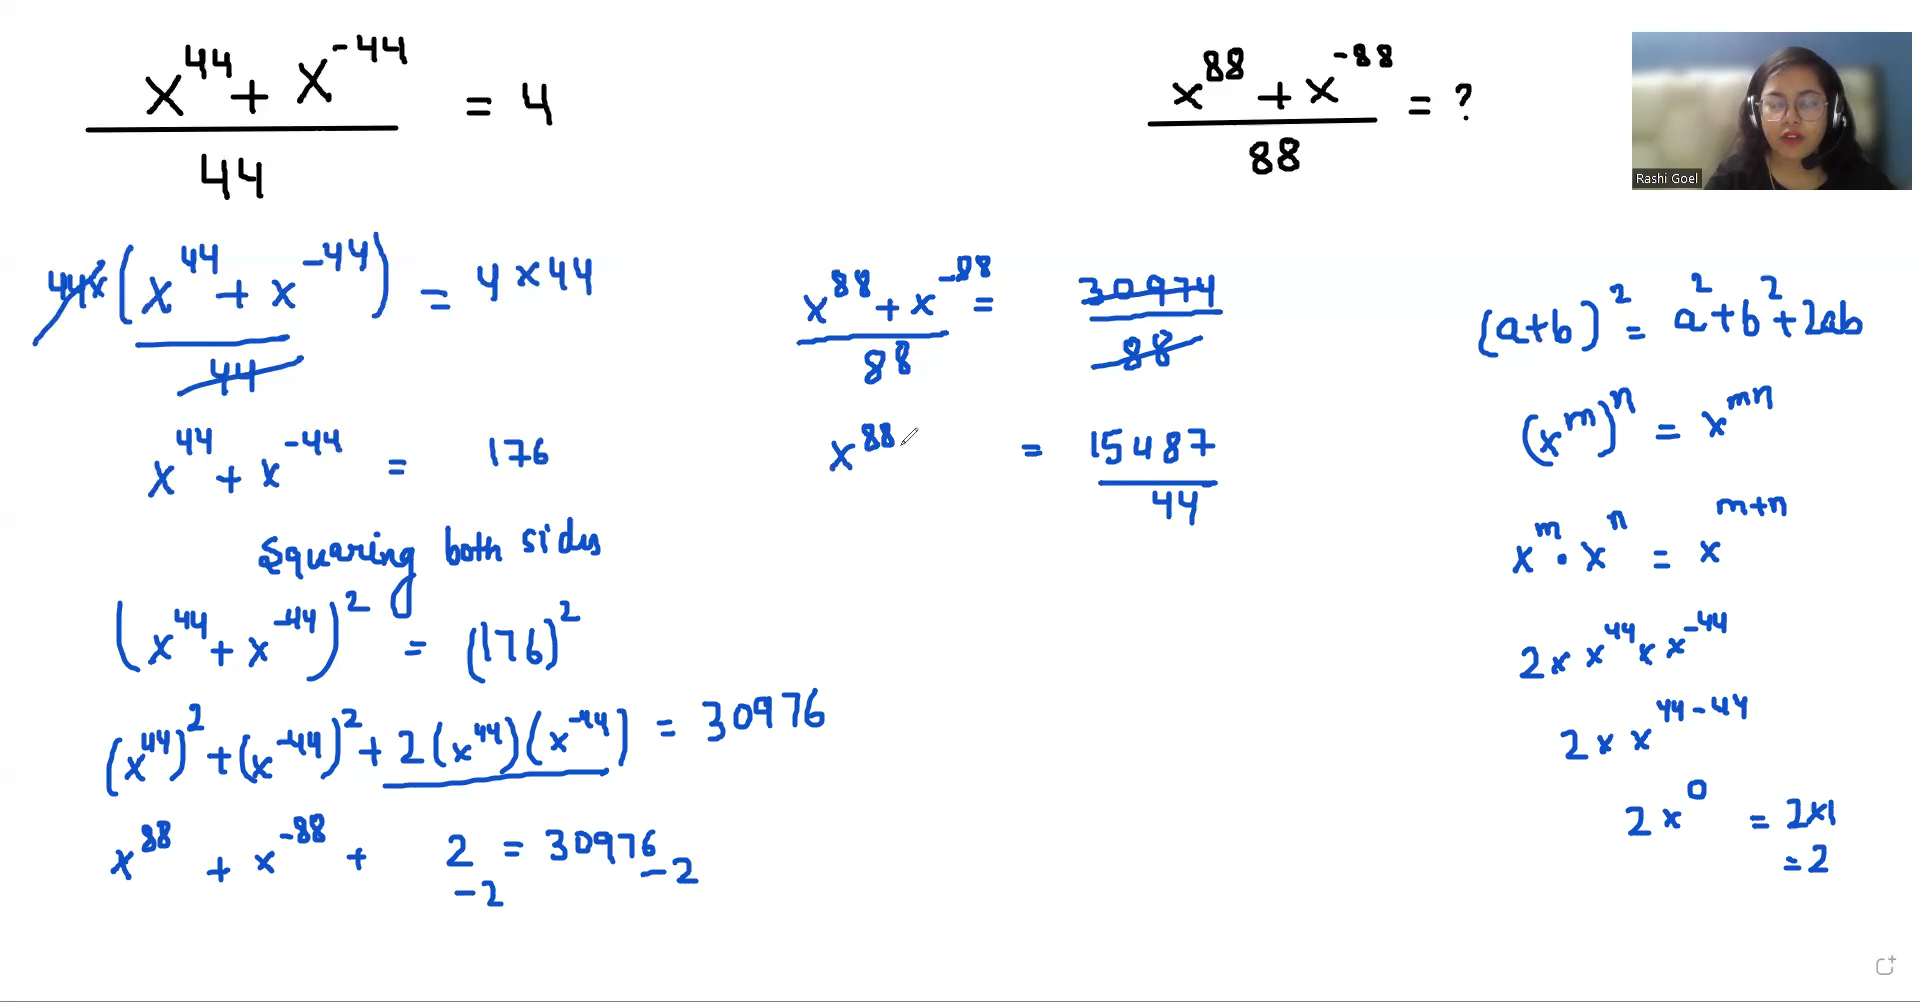 x^44 + x^-44 / 44 = 4
x^88 + x^-88 / 88 = ?
Rashi Goel
44x (x^44 + x^-44) / 44 = 4 x 44
x^44 + x^-44 = 176
Squaring both sides
(x^44 + x^-44)^2 = (176)^2
(x^44)^2 + (x^-44)^2 + 2(x^44)(x^-44) = 30976
x^88 + x^-88 + 2 = 30976
-2 -2
x^88 + x^-88 / 88 = 30974 / 88
x^88 = 15487 / 44
(a+b)^2 = a^2 + b^2 + 2ab
(x^m)^n = x^mn
x^m · x^n = x^m+n
2 x x^44 x x^-44
2 x x^44-44
2 x^0 = 2x1
= 2